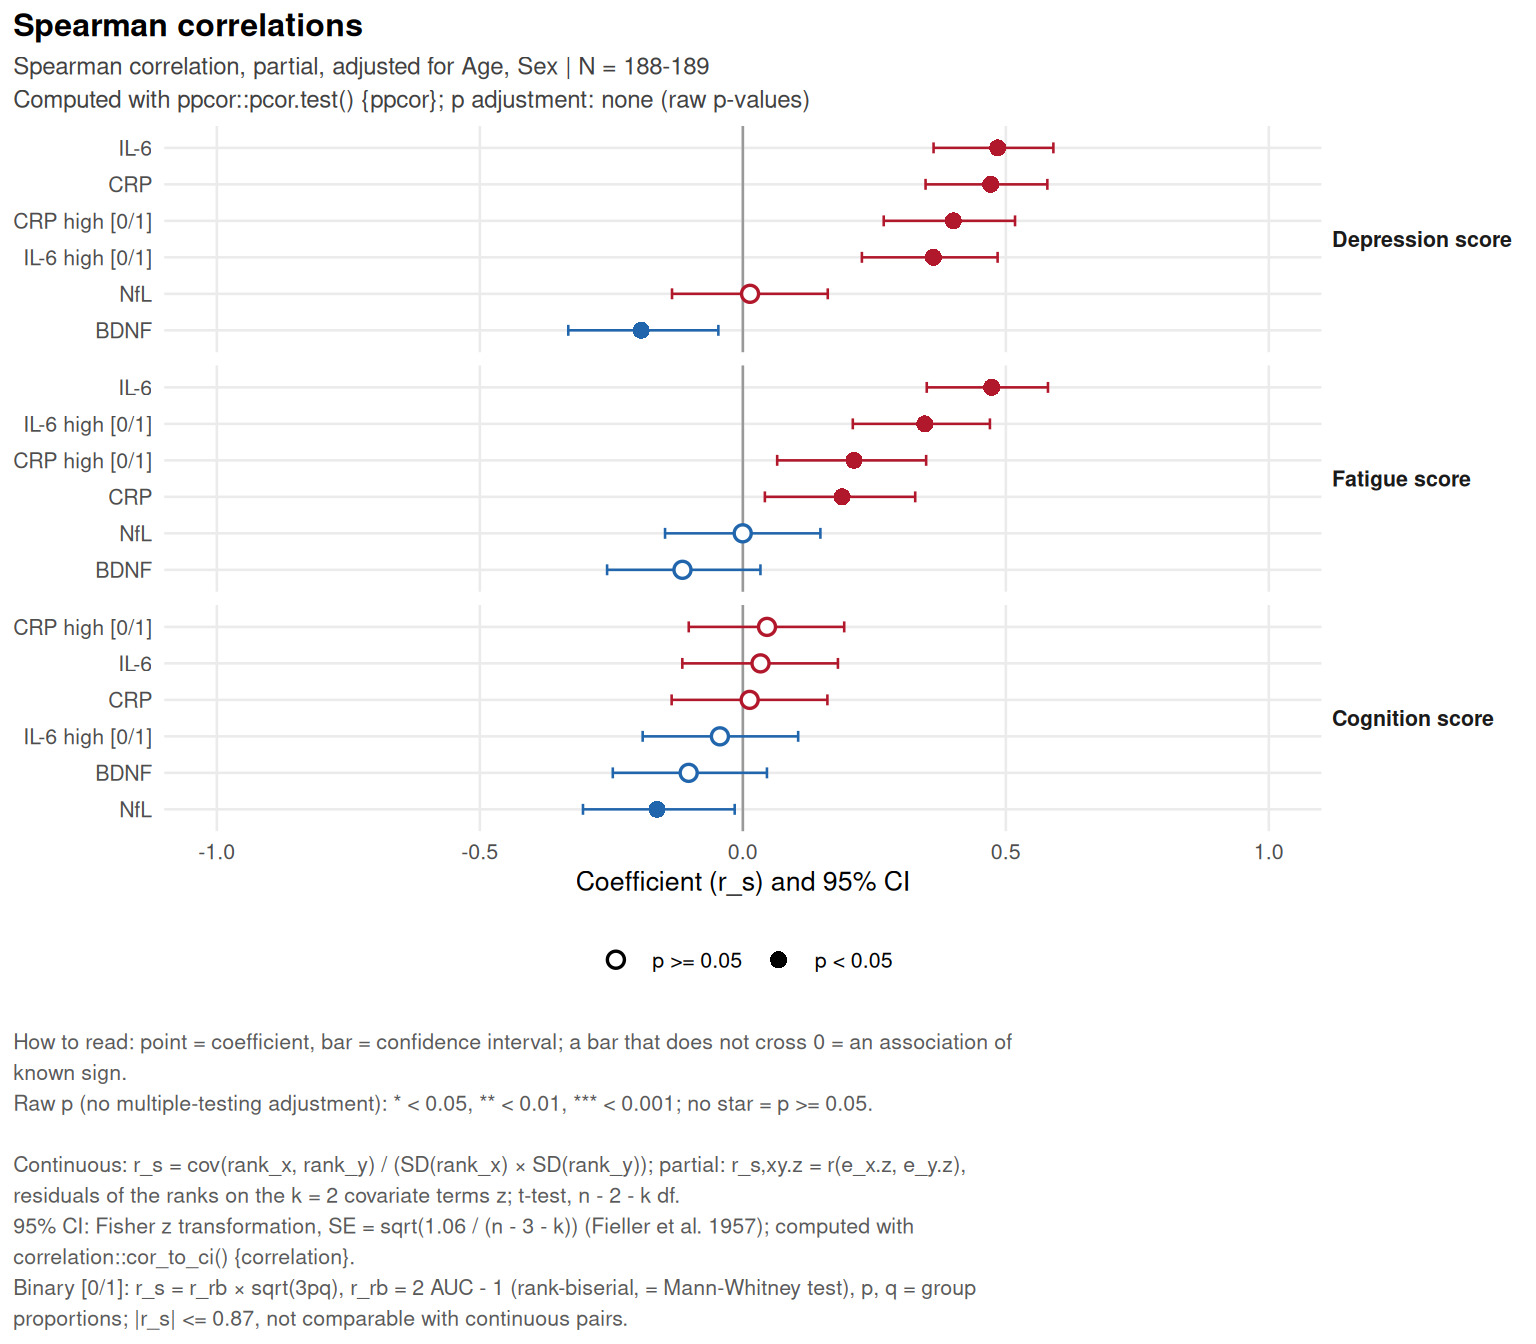 Spearman correlations
Spearman correlation, partial, adjusted for Age, Sex | N = 188-189
Computed with ppcor::pcor.test() {ppcor}; p adjustment: none (raw p-values)
IL-6
CRP
CRP high [0/1]
IL-6 high [0/1]
NfL
BDNF
Depression score
IL-6
IL-6 high [0/1]
CRP high [0/1]
CRP
NfL
BDNF
Fatigue score
CRP high [0/1]
IL-6
CRP
IL-6 high [0/1]
BDNF
NfL
Cognition score
-1.0 -0.5 0.0 0.5 1.0
Coefficient (r_s) and 95% CI
p >= 0.05 p < 0.05
How to read: point = coefficient, bar = confidence interval; a bar that does not cross 0 = an association of
known sign.
Raw p (no multiple-testing adjustment): * < 0.05, ** < 0.01, *** < 0.001; no star = p >= 0.05.
Continuous: r_s = cov(rank_x, rank_y) / (SD(rank_x) × SD(rank_y)); partial: r_s,xy.z = r(e_x.z, e_y.z),
residuals of the ranks on the k = 2 covariate terms z; t-test, n - 2 - k df.
95% CI: Fisher z transformation, SE = sqrt(1.06 / (n - 3 - k)) (Fieller et al. 1957); computed with
correlation::cor_to_ci() {correlation}.
Binary [0/1]: r_s = r_rb × sqrt(3pq), r_rb = 2 AUC - 1 (rank-biserial, = Mann-Whitney test), p, q = group
proportions; |r_s| <= 0.87, not comparable with continuous pairs.